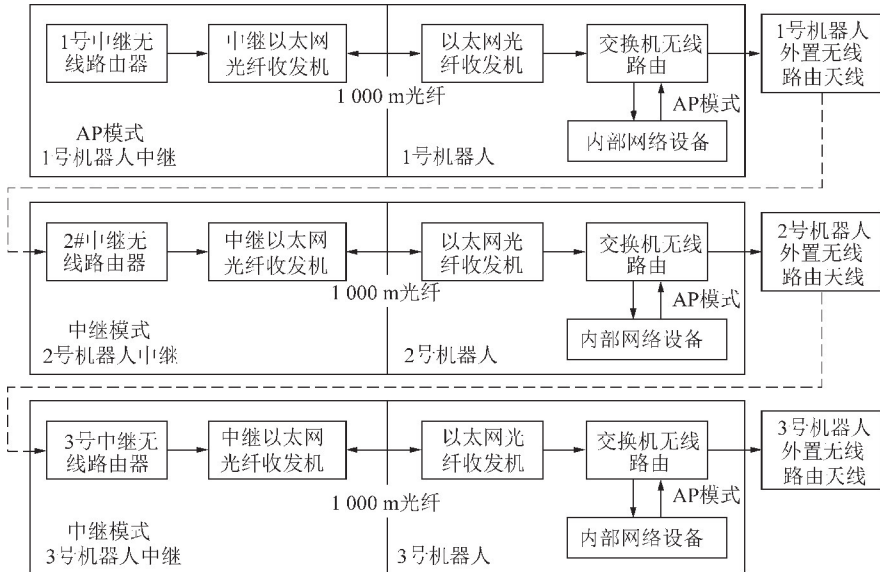 1号中继无
线路由器
中继以太网
光纤收发机
以太网光
纤收发机
交换机无线
路由
1号机器人
外置无线
路由天线
1 000 m光纤
AP模式
内部网络设备
AP模式
1号机器人中继
1号机器人
2#中继无
线路由器
中继以太网
光纤收发机
以太网光
纤收发机
交换机无线
路由
2号机器人
外置无线
路由天线
1 000 m光纤
AP模式
内部网络设备
中继模式
2号机器人中继
2号机器人
3号中继无
线路由器
中继以太网
光纤收发机
以太网光
纤收发机
交换机无线
路由
3号机器人
外置无线
路由天线
1 000 m光纤
AP模式
内部网络设备
中继模式
3号机器人中继
3号机器人